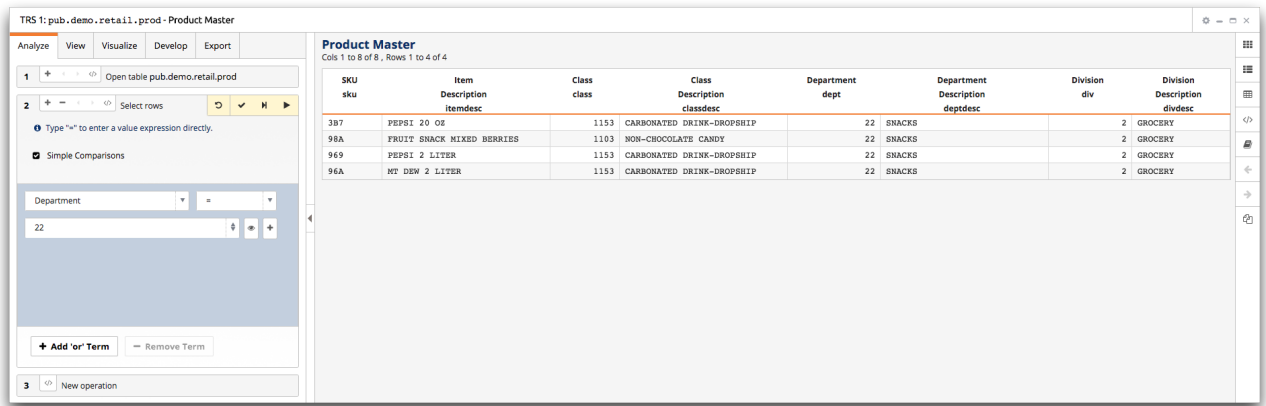 TRS 1: pub.demo.retail.prod - Product Master
Analyze View Visualize Develop Export
1 Open table pub.demo.retail.prod
2 Select rows
Type "=" to enter a value expression directly.
Simple Comparisons
Department =
22
+ Add 'or' Term − Remove Term
3 </> New operation
Product Master
Cols 1 to 8 of 8 , Rows 1 to 4 of 4
SKU Item Class Class Department Department Division Division
sku Description class Description dept Description div Description
itemdesc classdesc deptdesc divdesc
3B7 PEPSI 20 OZ 1153 CARBONATED DRINK-DROPSHIP 22 SNACKS 2 GROCERY
98A FRUIT SNACK MIXED BERRIES 1103 NON-CHOCOLATE CANDY 22 SNACKS 2 GROCERY
969 PEPSI 2 LITER 1153 CARBONATED DRINK-DROPSHIP 22 SNACKS 2 GROCERY
96A MT DEW 2 LITER 1153 CARBONATED DRINK-DROPSHIP 22 SNACKS 2 GROCERY